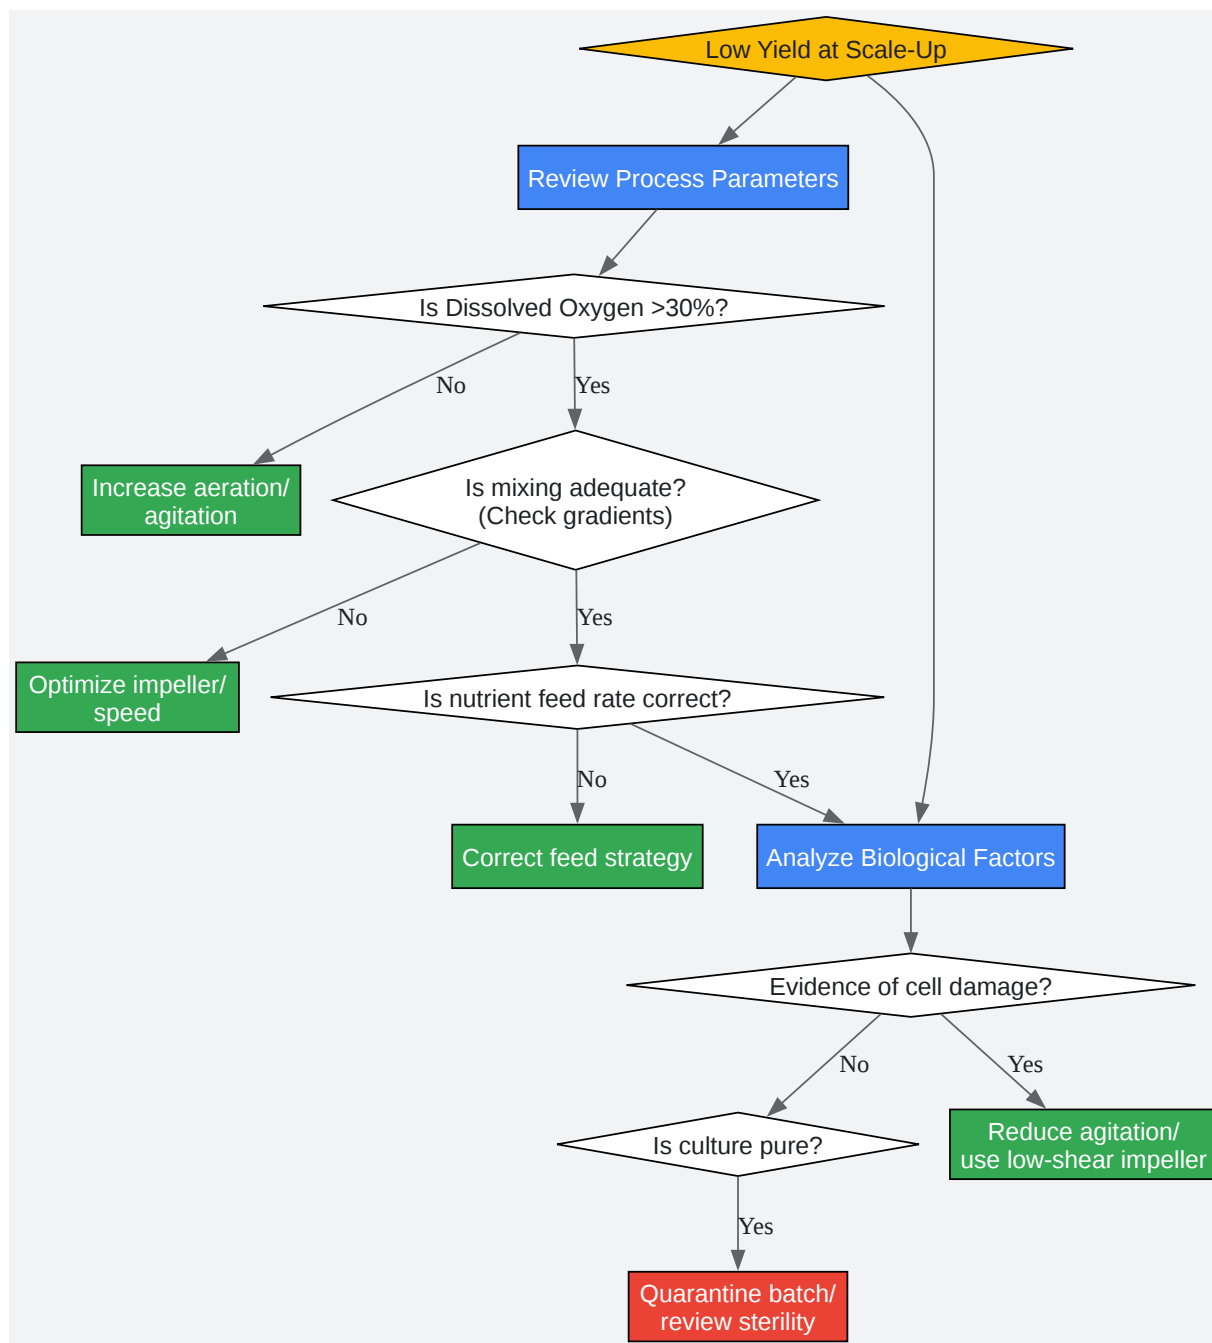 Low Yield at Scale-Up
Review Process Parameters
Is Dissolved Oxygen >30%?
No
Yes
Increase aeration/
agitation
Is mixing adequate?
(Check gradients)
No
Yes
Optimize impeller/
speed
Is nutrient feed rate correct?
No
Yes
Correct feed strategy
Analyze Biological Factors
Evidence of cell damage?
No
Yes
Is culture pure?
Reduce agitation/
use low-shear impeller
Yes
Quarantine batch/
review sterility